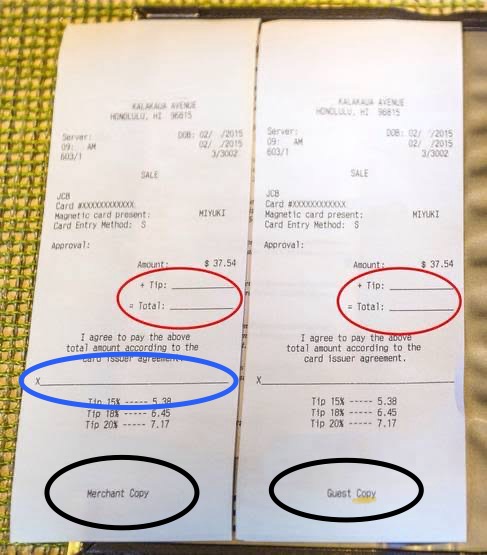 KALAKAUA AVENUE
HONOLULU, HI 96815
Server:
DOB: 02/ /2015
09: AM
02/ /2015
603/1
3/3002
SALE
JCB
Card #XXXXXXXXXXXX
Magnetic card present: MIYUKI
Card Entry Method: S
Approval:
Amount: $ 37.54
+ Tip: ___________
= Total: ___________
I agree to pay the above
total amount according to the
card issuer agreement.
X______________________________
Tip 15% ----- 5.38
Tip 18% ----- 6.45
Tip 20% ----- 7.17
Merchant Copy
KALAKAUA AVENUE
HONOLULU, HI 96815
Server:
DOB: 02/ /2015
09: AM
02/ /2015
603/1
3/3002
SALE
JCB
Card #XXXXXXXXXXXX
Magnetic card present: MIYUKI
Card Entry Method: S
Approval:
Amount: $ 37.54
+ Tip: ___________
= Total: ___________
I agree to pay the above
total amount according to the
card issuer agreement.
X______________________________
Tip 15% ----- 5.38
Tip 18% ----- 6.45
Tip 20% ----- 7.17
Guest Copy